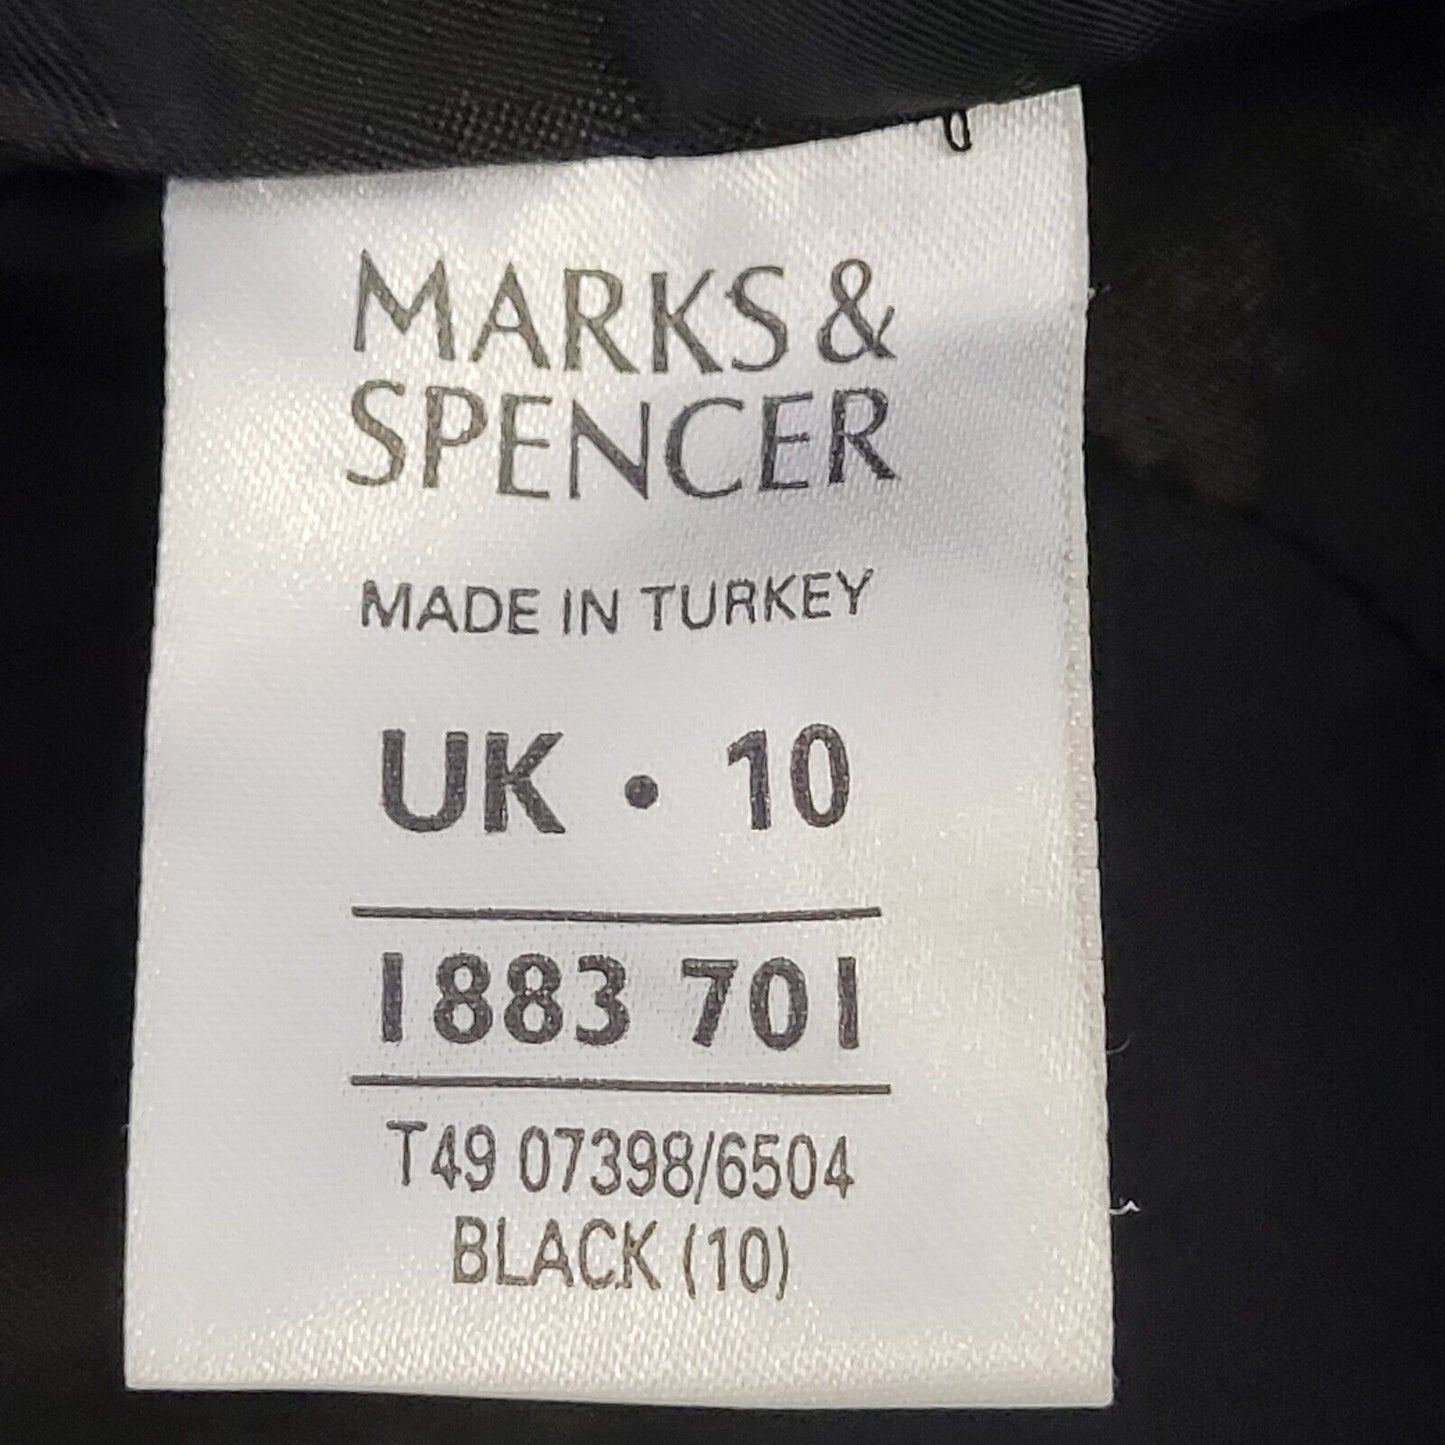 MARKS &
SPENCER
MADE IN TURKEY
UK • 10
1883 701
T49 07398/6504
BLACK (10)